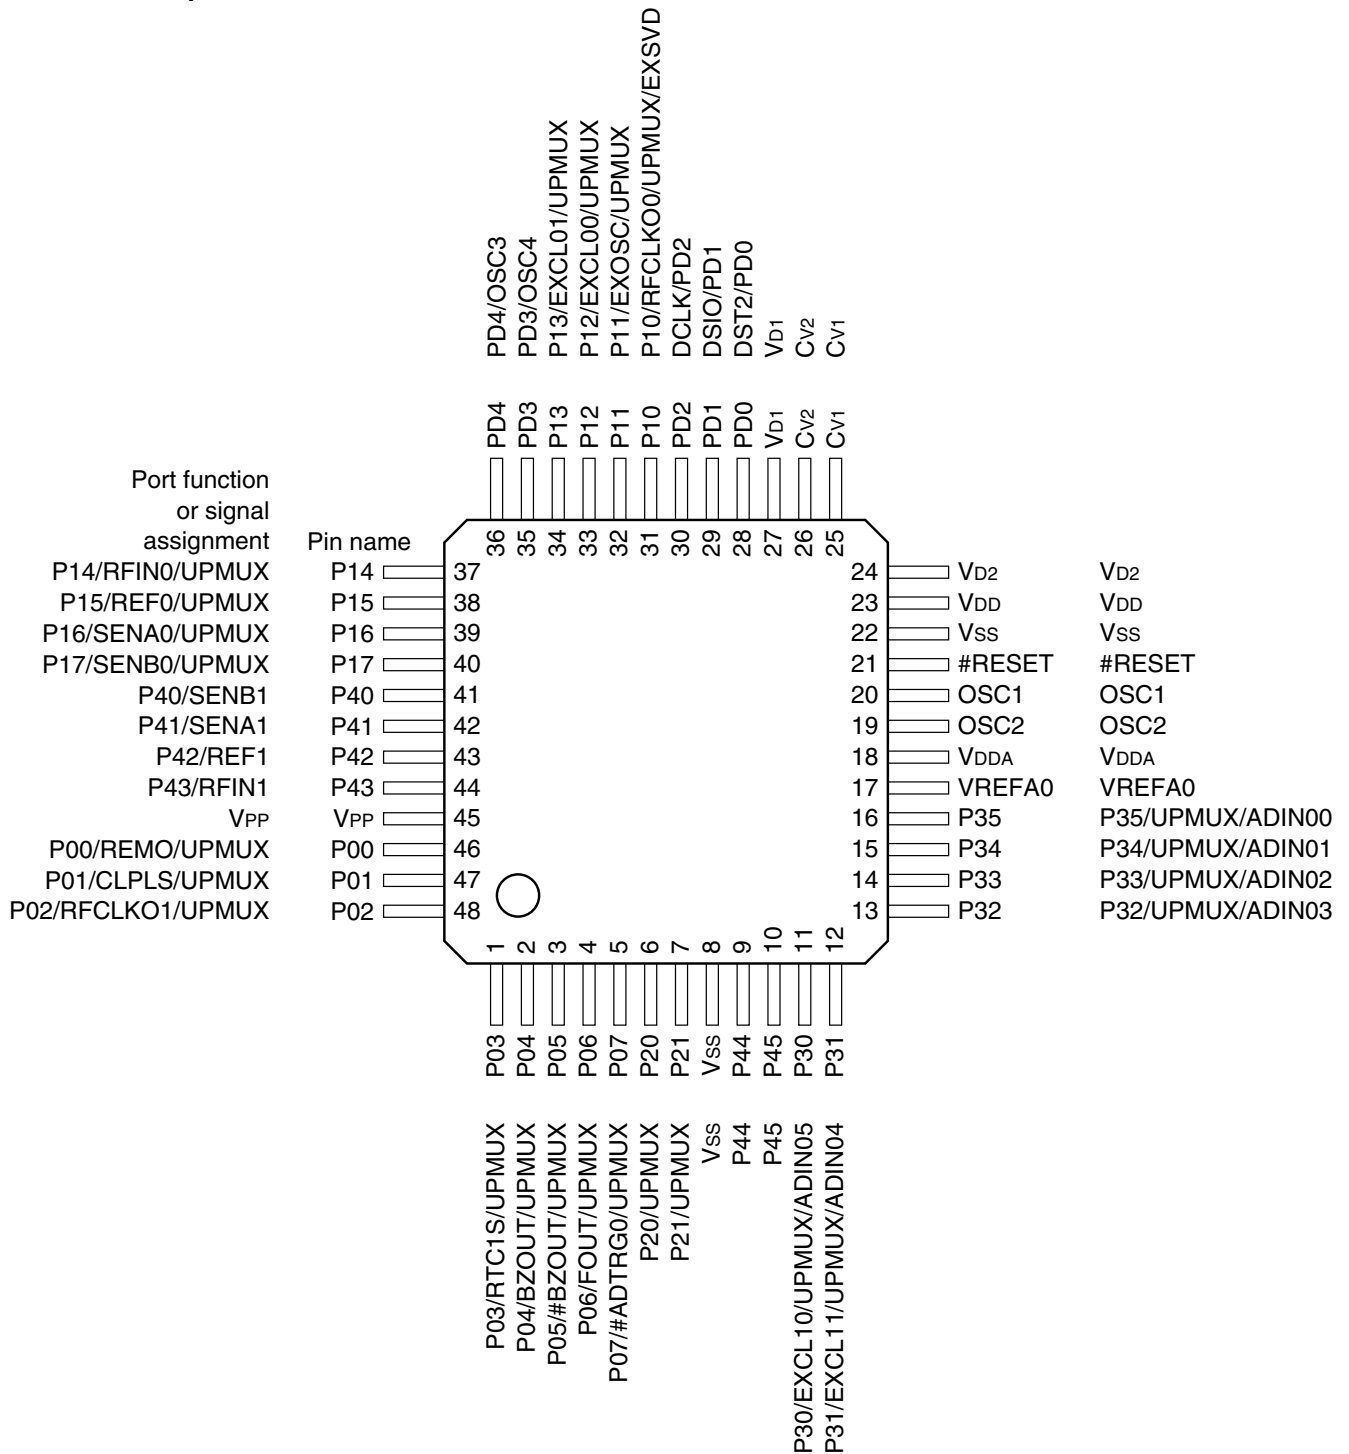 PD4/OSC3
PD3/OSC4
P13/EXCL01/UPMUX
P12/EXCL00/UPMUX
P11/EXOSC/UPMUX
P10/RFCLKO0/UPMUX/EXSVD
DCLK/PD2
DSIO/PD1
DST2/PD0
VD1
CV2
CV1
PD4
PD3
P13
P12
P11
P10
PD2
PD1
PD0
VD1
CV2
CV1
Port function
or signal
assignment
Pin name
36
35
34
33
32
31
30
29
28
27
26
25
P14/RFIN0/UPMUX P14 37
P15/REF0/UPMUX P15 38
P16/SENA0/UPMUX P16 39
P17/SENB0/UPMUX P17 40
P40/SENB1 P40 41
P41/SENA1 P41 42
P42/REF1 P42 43
P43/RFIN1 P43 44
VPP VPP 45
P00/REMO/UPMUX P00 46
P01/CLPLS/UPMUX P01 47
P02/RFCLKO1/UPMUX P02 48
24 VD2 VD2
23 VDD VDD
22 VSS VSS
21 #RESET #RESET
20 OSC1 OSC1
19 OSC2 OSC2
18 VDDA VDDA
17 VREFA0 VREFA0
16 P35 P35/UPMUX/ADIN00
15 P34 P34/UPMUX/ADIN01
14 P33 P33/UPMUX/ADIN02
13 P32 P32/UPMUX/ADIN03
1
2
3
4
5
6
7
8
9
10
11
12
P03
P04
P05
P06
P07
P20
P21
VSS
P44
P45
P30
P31
P03/RTC1S/UPMUX
P04/BZOUT/UPMUX
P05/#BZOUT/UPMUX
P06/FOUT/UPMUX
P07/#ADTRG0/UPMUX
P20/UPMUX
P21/UPMUX
VSS
P44
P45
P30/EXCL10/UPMUX/ADIN05
P31/EXCL11/UPMUX/ADIN04